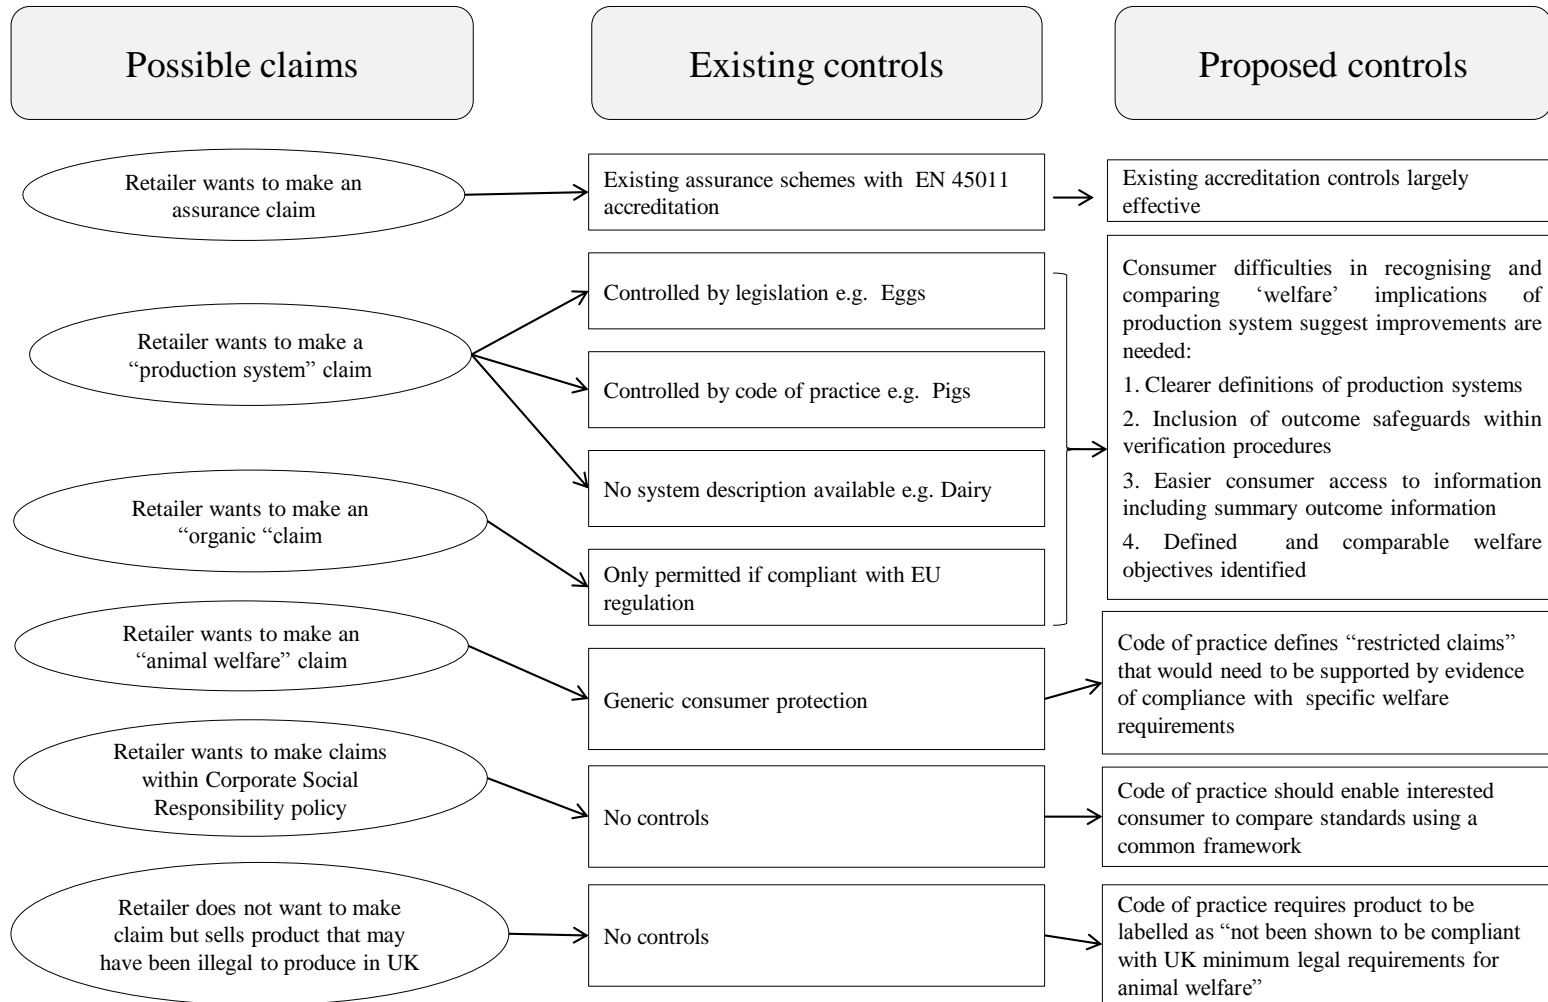 Possible claims
Existing controls
Proposed controls
Retailer wants to make an
assurance claim
Existing assurance schemes with EN 45011
accreditation
Existing accreditation controls largely
effective
Retailer wants to make a
“production system” claim
Controlled by legislation e.g. Eggs
Controlled by code of practice e.g. Pigs
No system description available e.g. Dairy
Consumer difficulties in recognising and
comparing ‘welfare’ implications of
production system suggest improvements are
needed:
1. Clearer definitions of production systems
2. Inclusion of outcome safeguards within
verification procedures
3. Easier consumer access to information
including summary outcome information
4. Defined and comparable welfare
objectives identified
Retailer wants to make an
“organic “claim
Only permitted if compliant with EU
regulation
Retailer wants to make an
“animal welfare” claim
Generic consumer protection
Code of practice defines “restricted claims”
that would need to be supported by evidence
of compliance with specific welfare
requirements
Retailer wants to make claims
within Corporate Social
Responsibility policy
No controls
Code of practice should enable interested
consumer to compare standards using a
common framework
Retailer does not want to make
claim but sells product that may
have been illegal to produce in UK
No controls
Code of practice requires product to be
labelled as “not been shown to be compliant
with UK minimum legal requirements for
animal welfare”